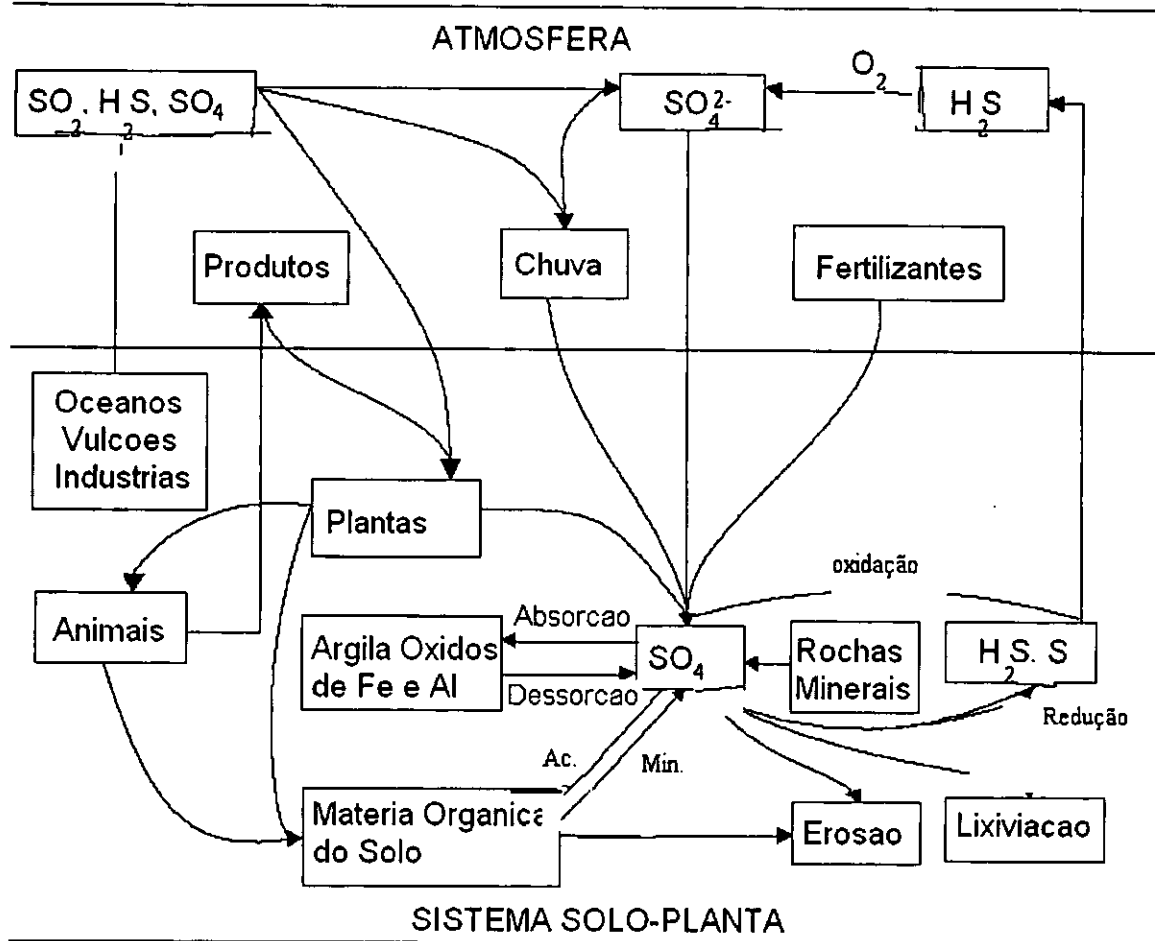 ATMOSFERA
SO2, H2S, SO4
SO4 2-
O2
H2S
Produtos
Chuva
Fertilizantes
Oceanos
Vulcoes
Industrias
Plantas
oxidação
Animais
Argila Oxidos
de Fe e Al
Absorcao
Dessorcao
SO4
Rochas
Minerais
H2S. S
Redução
Ac.
Min.
Materia Organica
do Solo
Erosao
Lixiviacao
SISTEMA SOLO-PLANTA